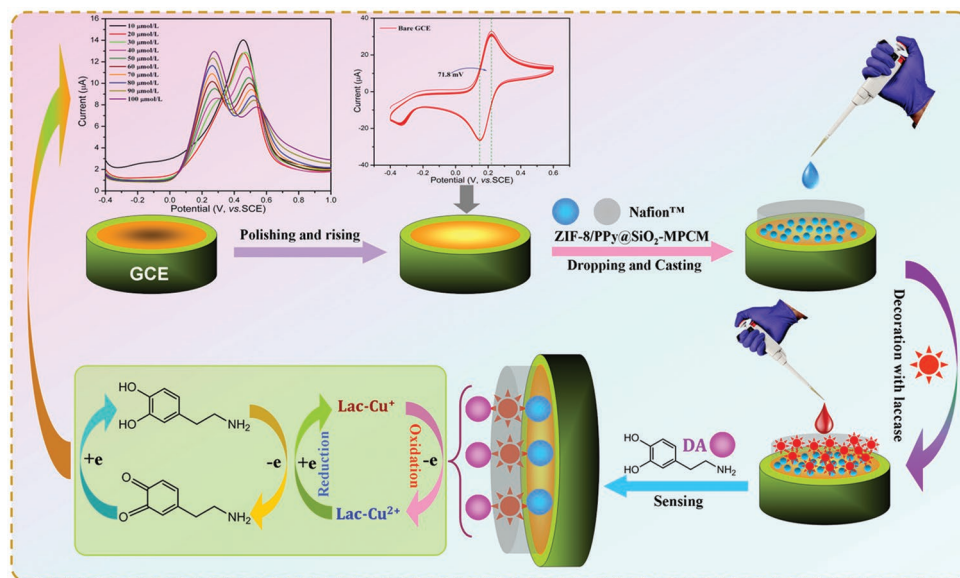 16
14
12
10
8
6
4
2
0
Current (μA)
10 μmol/L
20 μmol/L
30 μmol/L
40 μmol/L
50 μmol/L
60 μmol/L
70 μmol/L
80 μmol/L
90 μmol/L
100 μmol/L
-0.4 -0.2 0.0 0.2 0.4 0.6 0.8 1.0
Potential (V, vs.SCE)
40
20
0
-20
-40
Current (μA)
Bare GCE
71.8 mV
-0.4 -0.2 0.0 0.2 0.4 0.6
Potential (V, vs.SCE)
GCE
Polishing and rising
Nafion™
ZIF-8/PPy@SiO₂-MPCM
Dropping and Casting
Decoration with laccase
HO
HO
NH₂
DA
Sensing
HO
HO
NH₂
+e
-e
O
O
NH₂
Lac-Cu⁺
+e
Reduction
Oxidation
-e
Lac-Cu²⁺